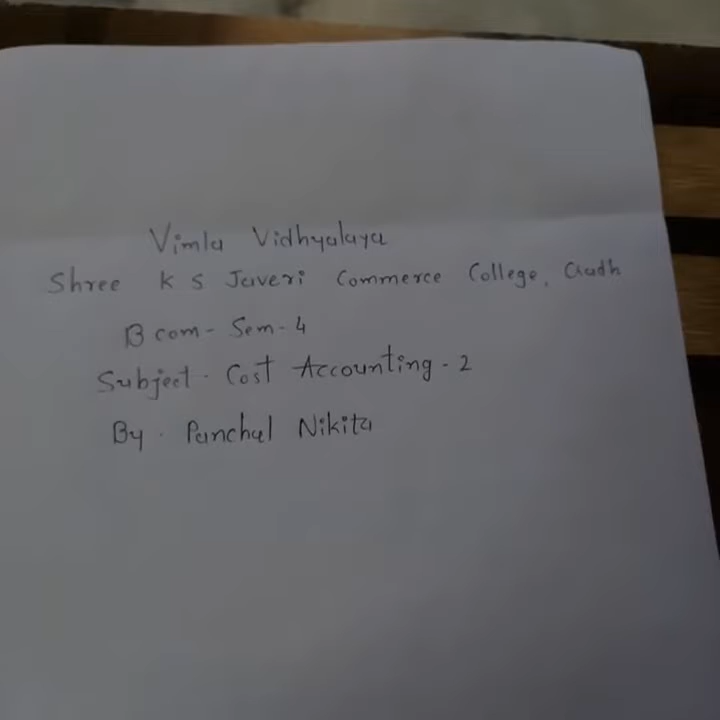 Vimla Vidhyalaya
Shree K S Javeri Commerce College, Gadh
B com - Sem - 4
Subject - Cost Accounting - 2
By - Panchal Nikita